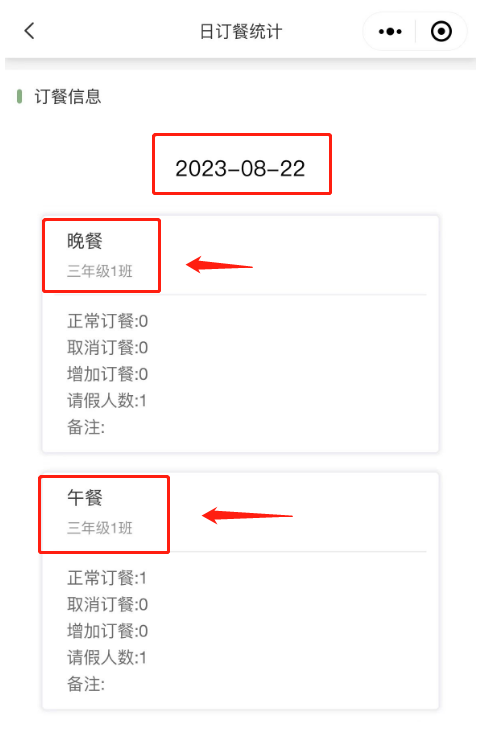 日订餐统计
订餐信息
2023-08-22
晚餐
三年级1班
正常订餐:0
取消订餐:0
增加订餐:0
请假人数:1
备注:
午餐
三年级1班
正常订餐:1
取消订餐:0
增加订餐:0
请假人数:1
备注: